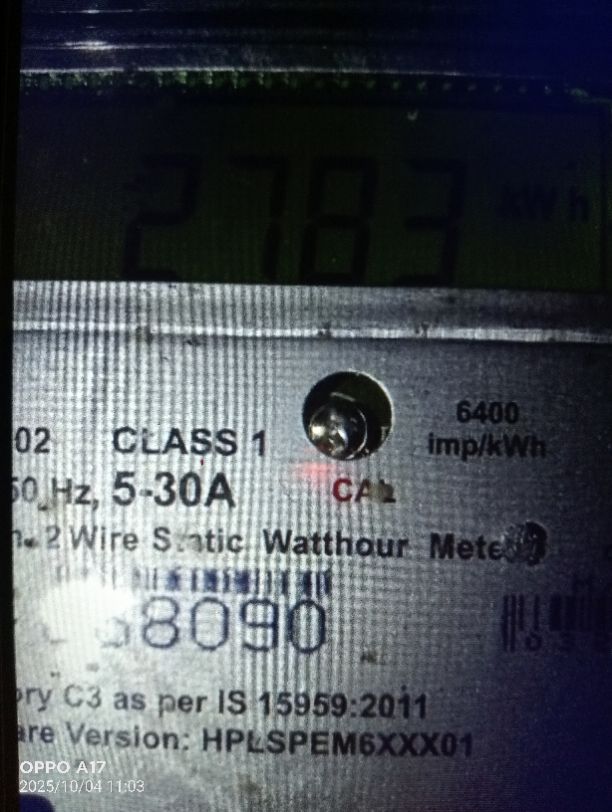 2783 kWh
6400
02 CLASS 1 imp/kWh
50 Hz, 5-30A CAL
2 Wire Static Watthour Meter
8090
ory C3 as per IS 15959:2011
are Version: HPLSPEM6XXX01
OPPO A17
2025/10/04 11:03